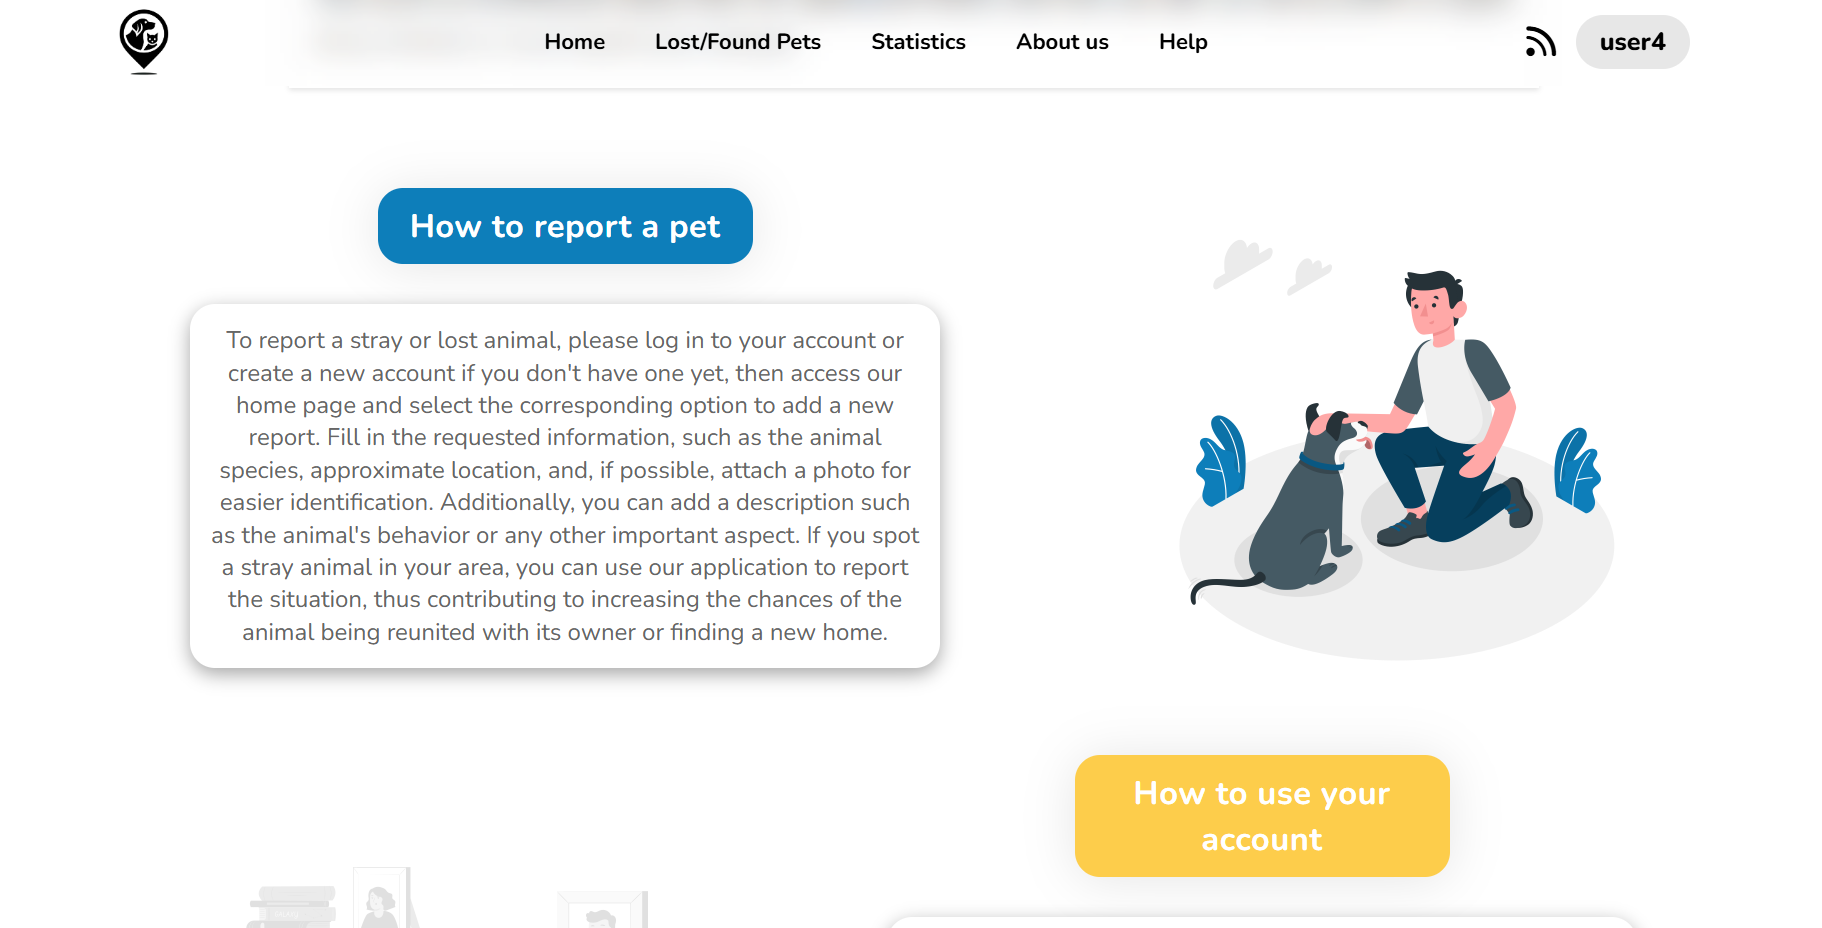 Home Lost/Found Pets Statistics About us Help user4
How to report a pet
To report a stray or lost animal, please log in to your account or
create a new account if you don't have one yet, then access our
home page and select the corresponding option to add a new
report. Fill in the requested information, such as the animal
species, approximate location, and, if possible, attach a photo for
easier identification. Additionally, you can add a description such
as the animal's behavior or any other important aspect. If you spot
a stray animal in your area, you can use our application to report
the situation, thus contributing to increasing the chances of the
animal being reunited with its owner or finding a new home.
How to use your
account